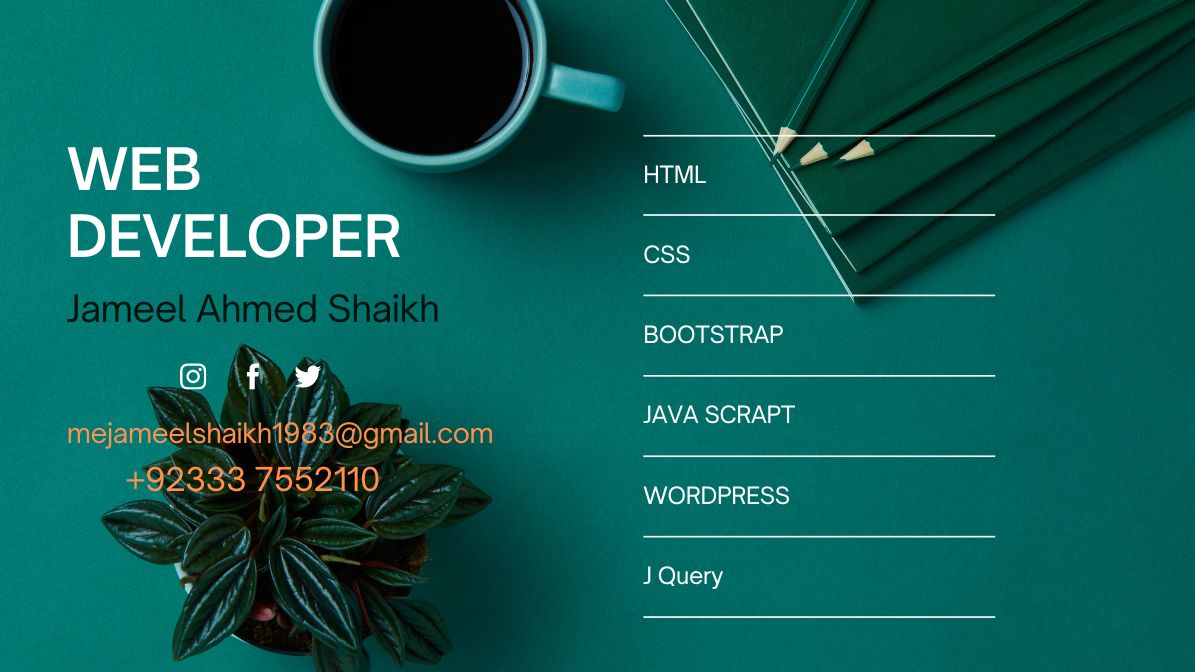 WEB
DEVELOPER
Jameel Ahmed Shaikh
mejameelshaikh1983@gmail.com
+92333 7552110
HTML
CSS
BOOTSTRAP
JAVA SCRAPT
WORDPRESS
J Query